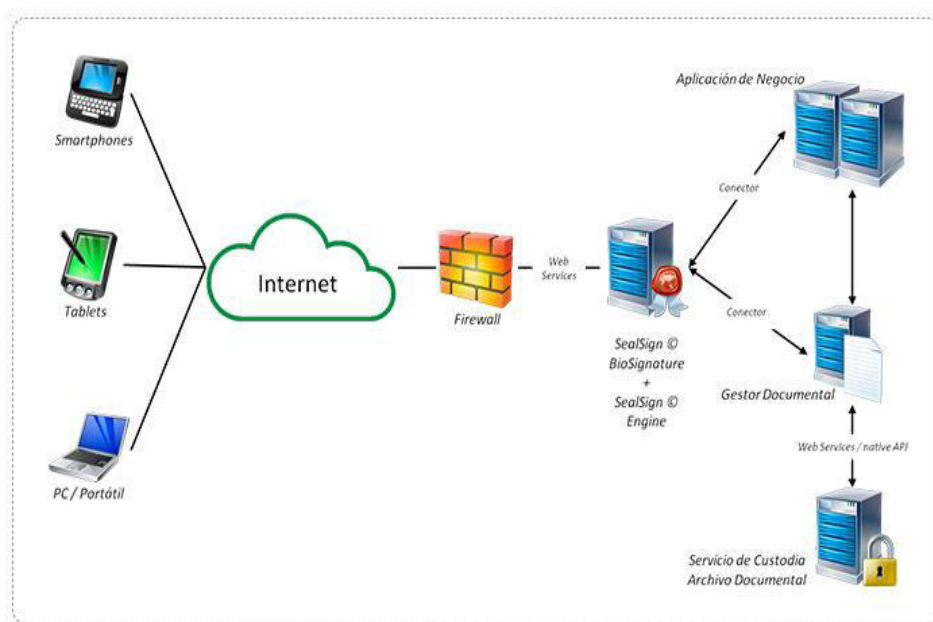 Smartphones
Tablets
PC / Portátil
Internet
Firewall
Web
Services
SealSign ©
BioSignature
+
SealSign ©
Engine
Aplicación de Negocio
Conector
Conector
Gestor Documental
Web Services / native API
Servicio de Custodia
Archivo Documental